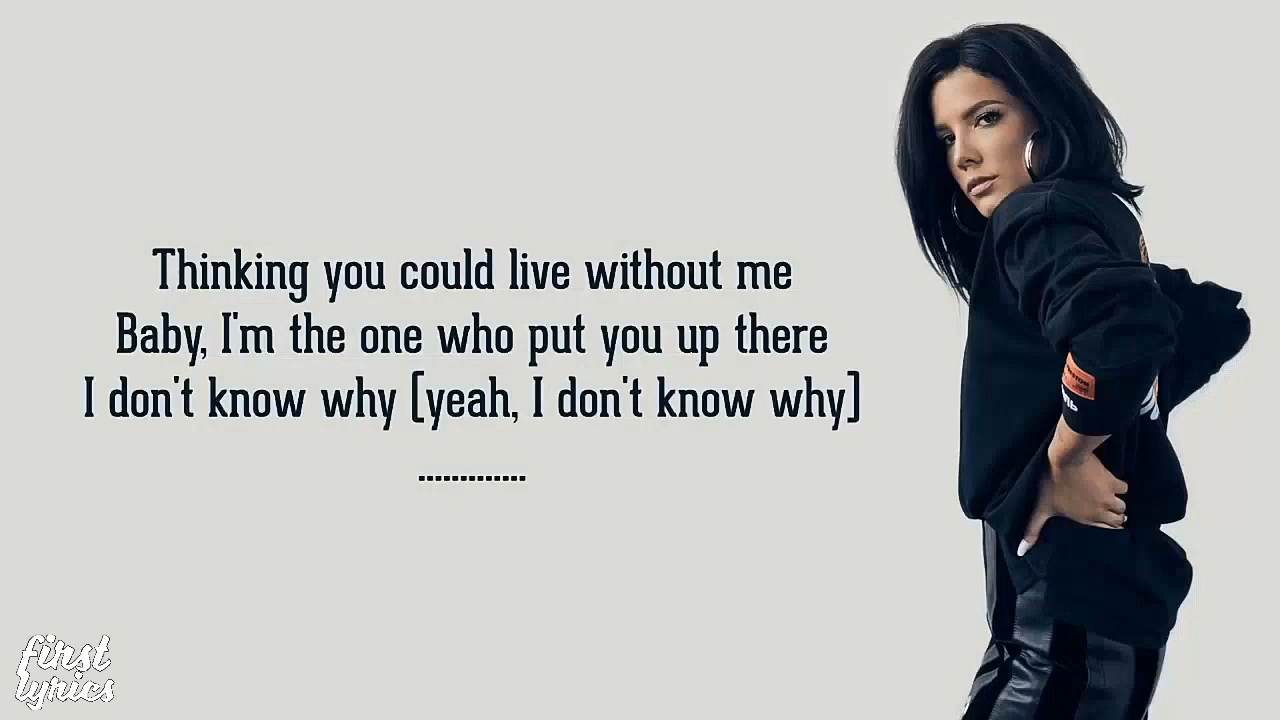 Thinking you could live without me
Baby, I'm the one who put you up there
I don't know why [yeah, I don't know why]
.............
first
lyrics